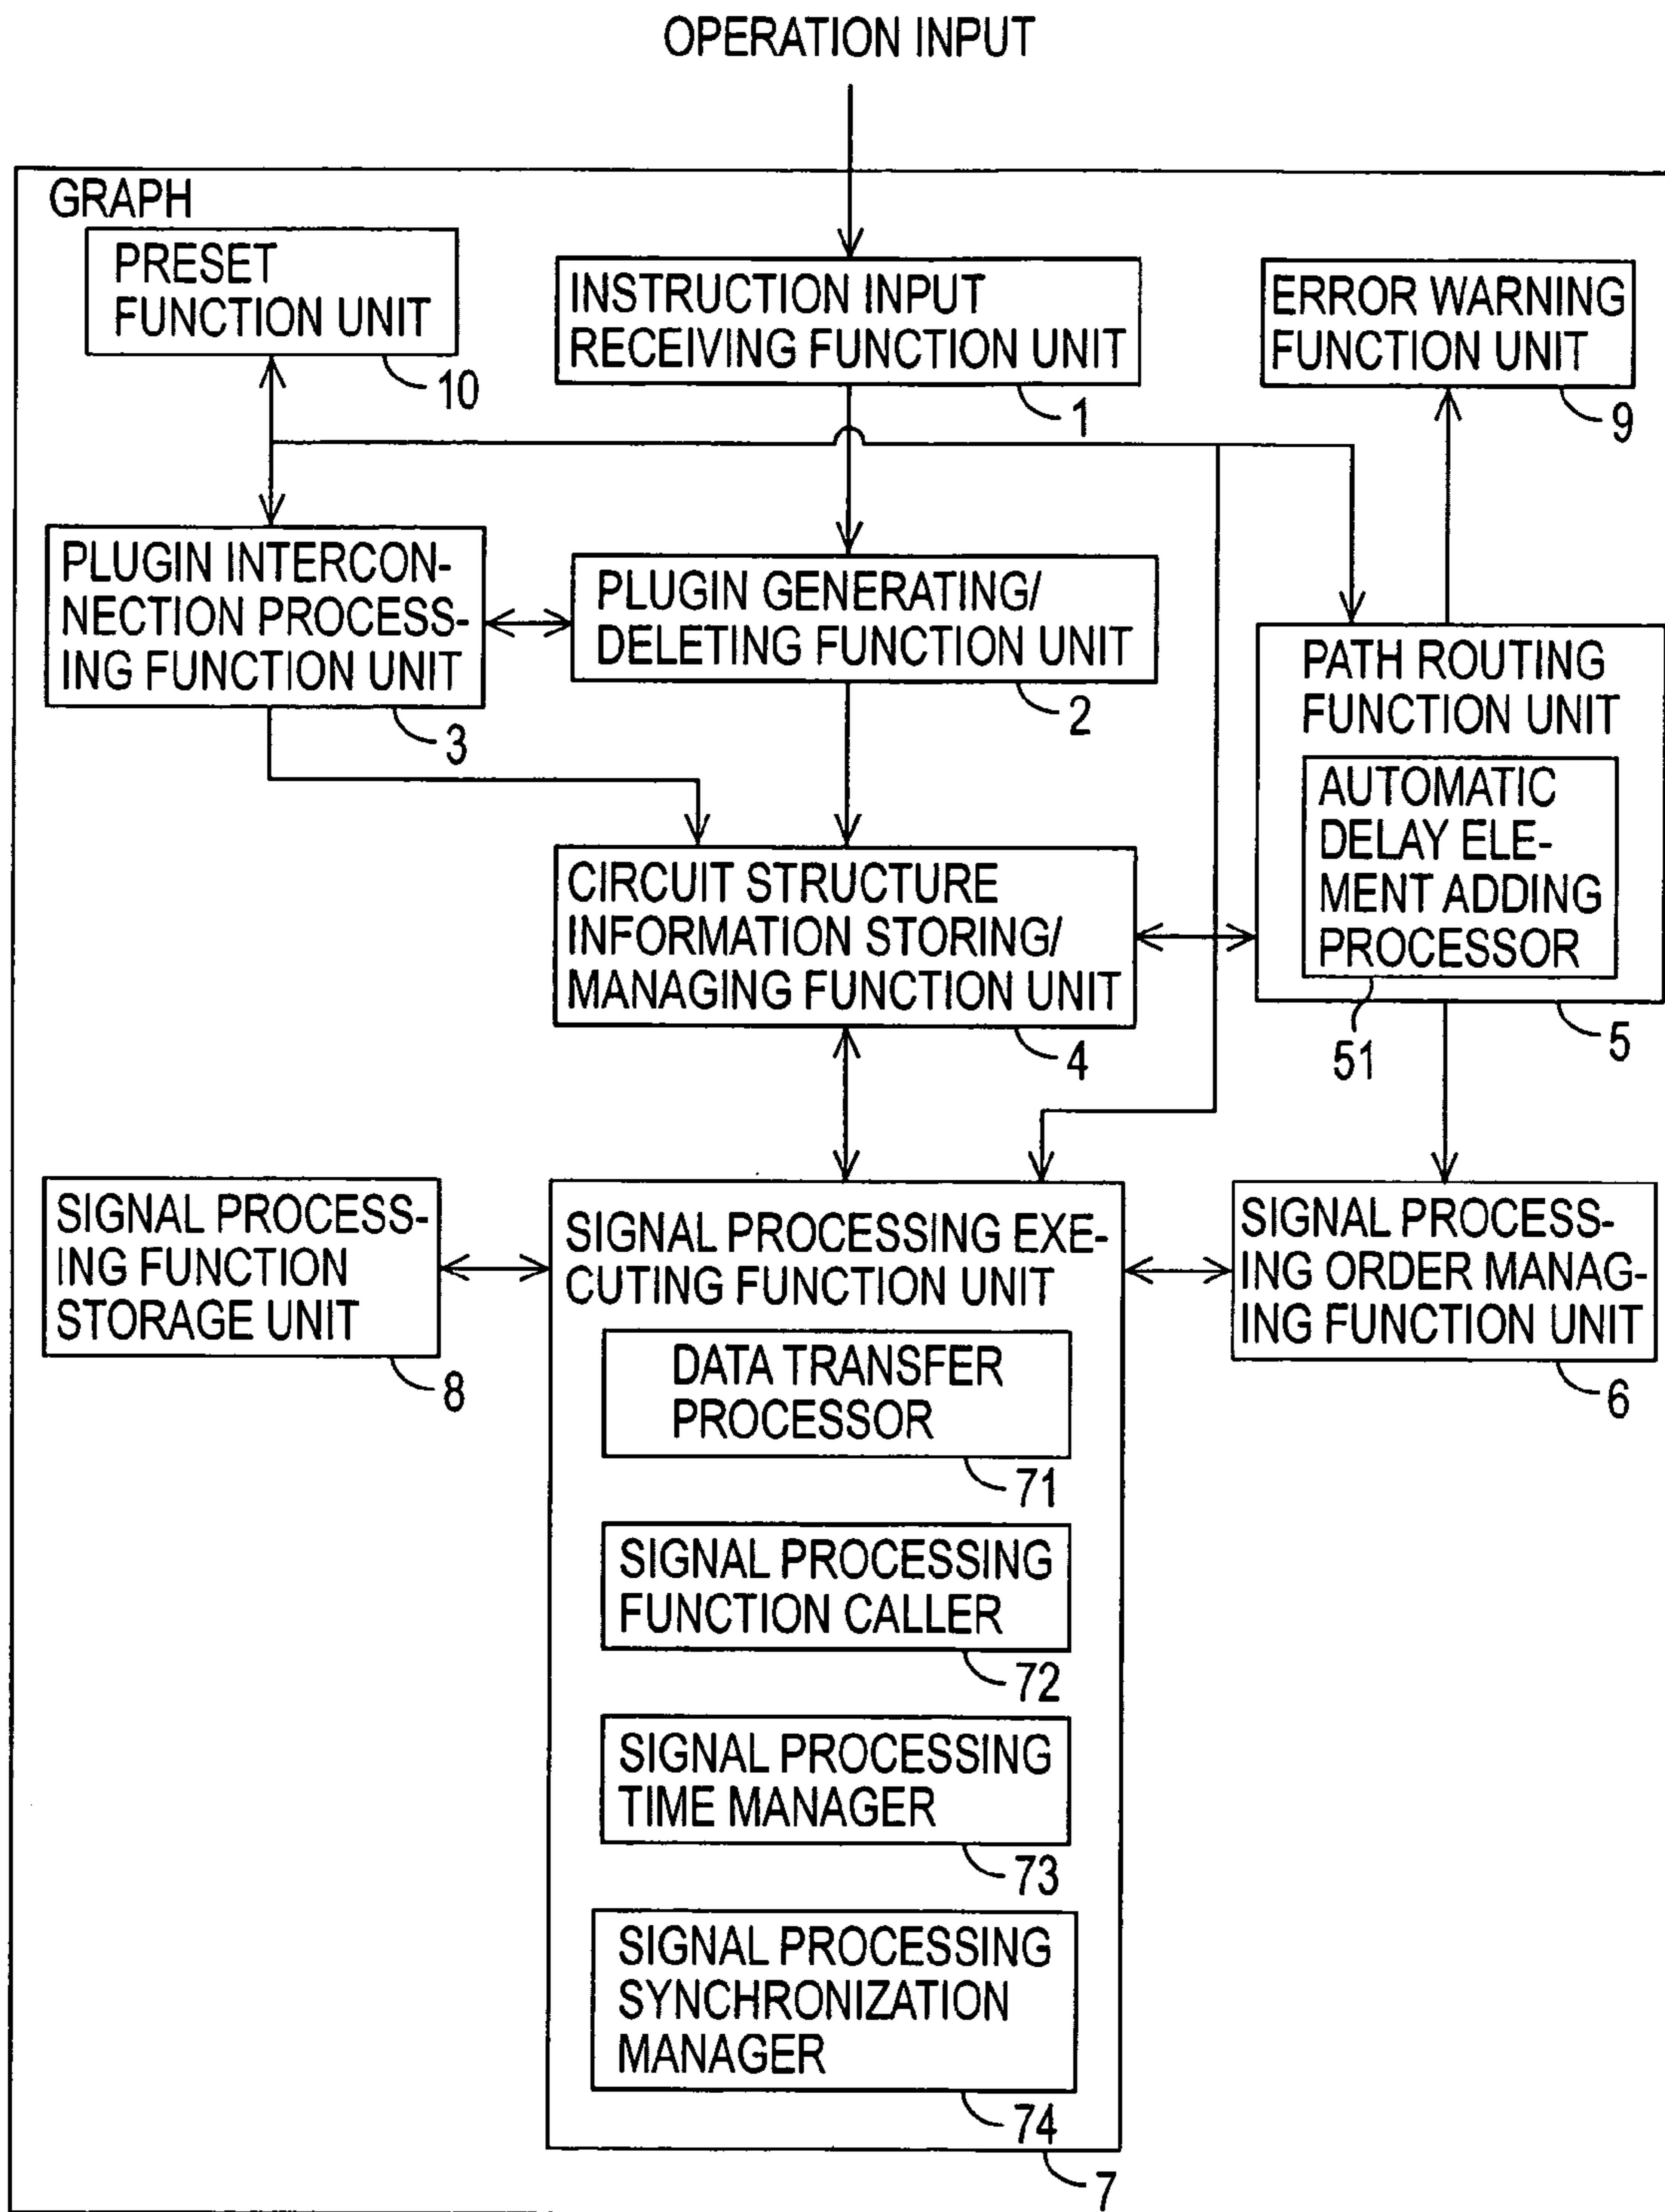 OPERATION INPUT
GRAPH
PRESET
FUNCTION UNIT
10
INSTRUCTION INPUT
RECEIVING FUNCTION UNIT
1
ERROR WARNING
FUNCTION UNIT
9
PLUGIN INTERCON-
NECTION PROCESS-
ING FUNCTION UNIT
3
PLUGIN GENERATING/
DELETING FUNCTION UNIT
2
PATH ROUTING
FUNCTION UNIT
AUTOMATIC
DELAY ELE-
MENT ADDING
PROCESSOR
51
5
CIRCUIT STRUCTURE
INFORMATION STORING/
MANAGING FUNCTION UNIT
4
SIGNAL PROCESS-
ING FUNCTION
STORAGE UNIT
8
SIGNAL PROCESSING EXE-
CUTING FUNCTION UNIT
DATA TRANSFER
PROCESSOR
71
SIGNAL PROCESSING
FUNCTION CALLER
72
SIGNAL PROCESSING
TIME MANAGER
73
SIGNAL PROCESSING
SYNCHRONIZATION
MANAGER
74
7
SIGNAL PROCESS-
ING ORDER MANAG-
ING FUNCTION UNIT
6